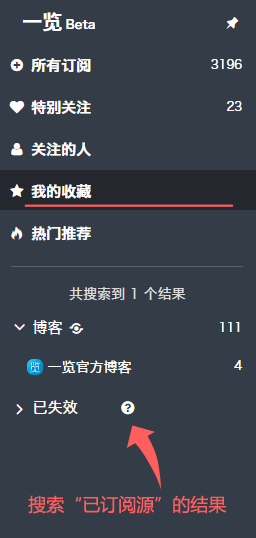 一览 Beta
所有订阅 3196
特别关注 23
关注的人
我的收藏
热门推荐
共搜索到 1 个结果
博客 111
览 一览官方博客 4
已失效 ?
搜索“已订阅源”的结果